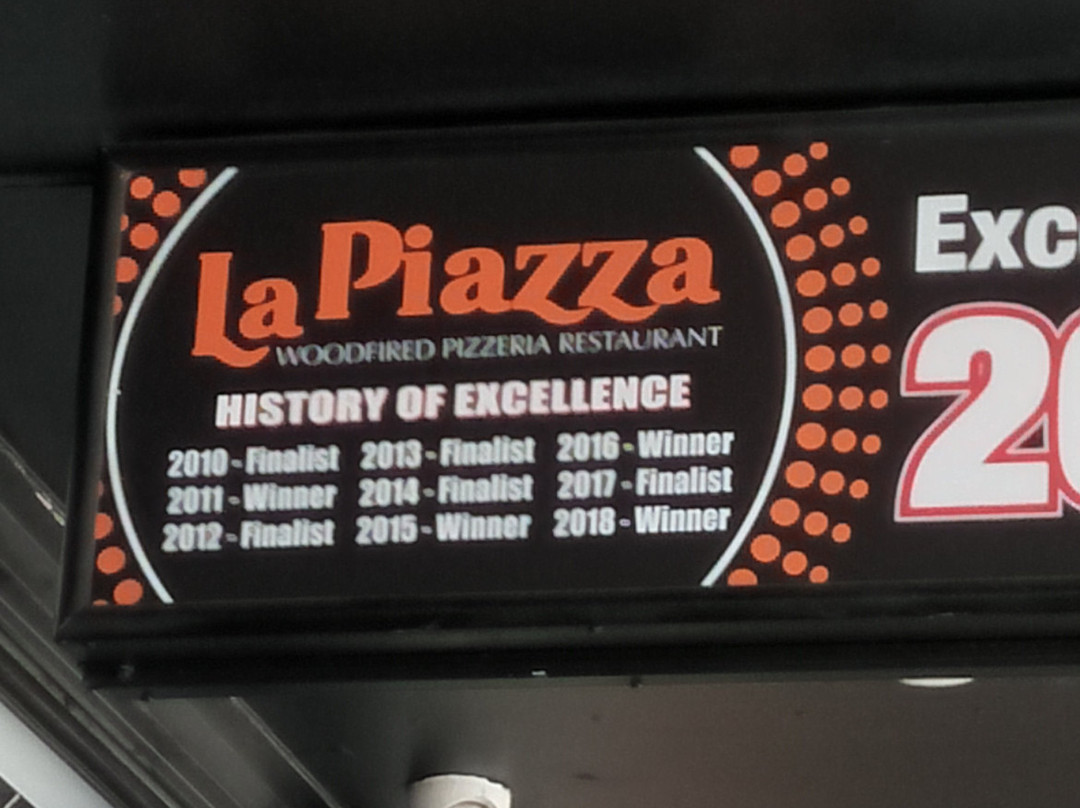 La Piazza
WOODFIRED PIZZERIA RESTAURANT
HISTORY OF EXCELLENCE
2010 - Finalist 2013 - Finalist 2016 - Winner
2011 - Winner 2014 - Finalist 2017 - Finalist
2012 - Finalist 2015 - Winner 2018 - Winner